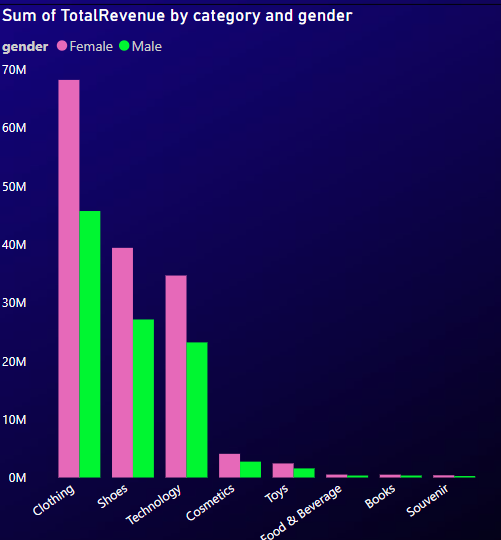 Sum of TotalRevenue by category and gender
gender Female Male
70M
60M
50M
40M
30M
20M
10M
0M
Clothing
Shoes
Technology
Cosmetics
Toys
Food & Beverage
Books
Souvenir